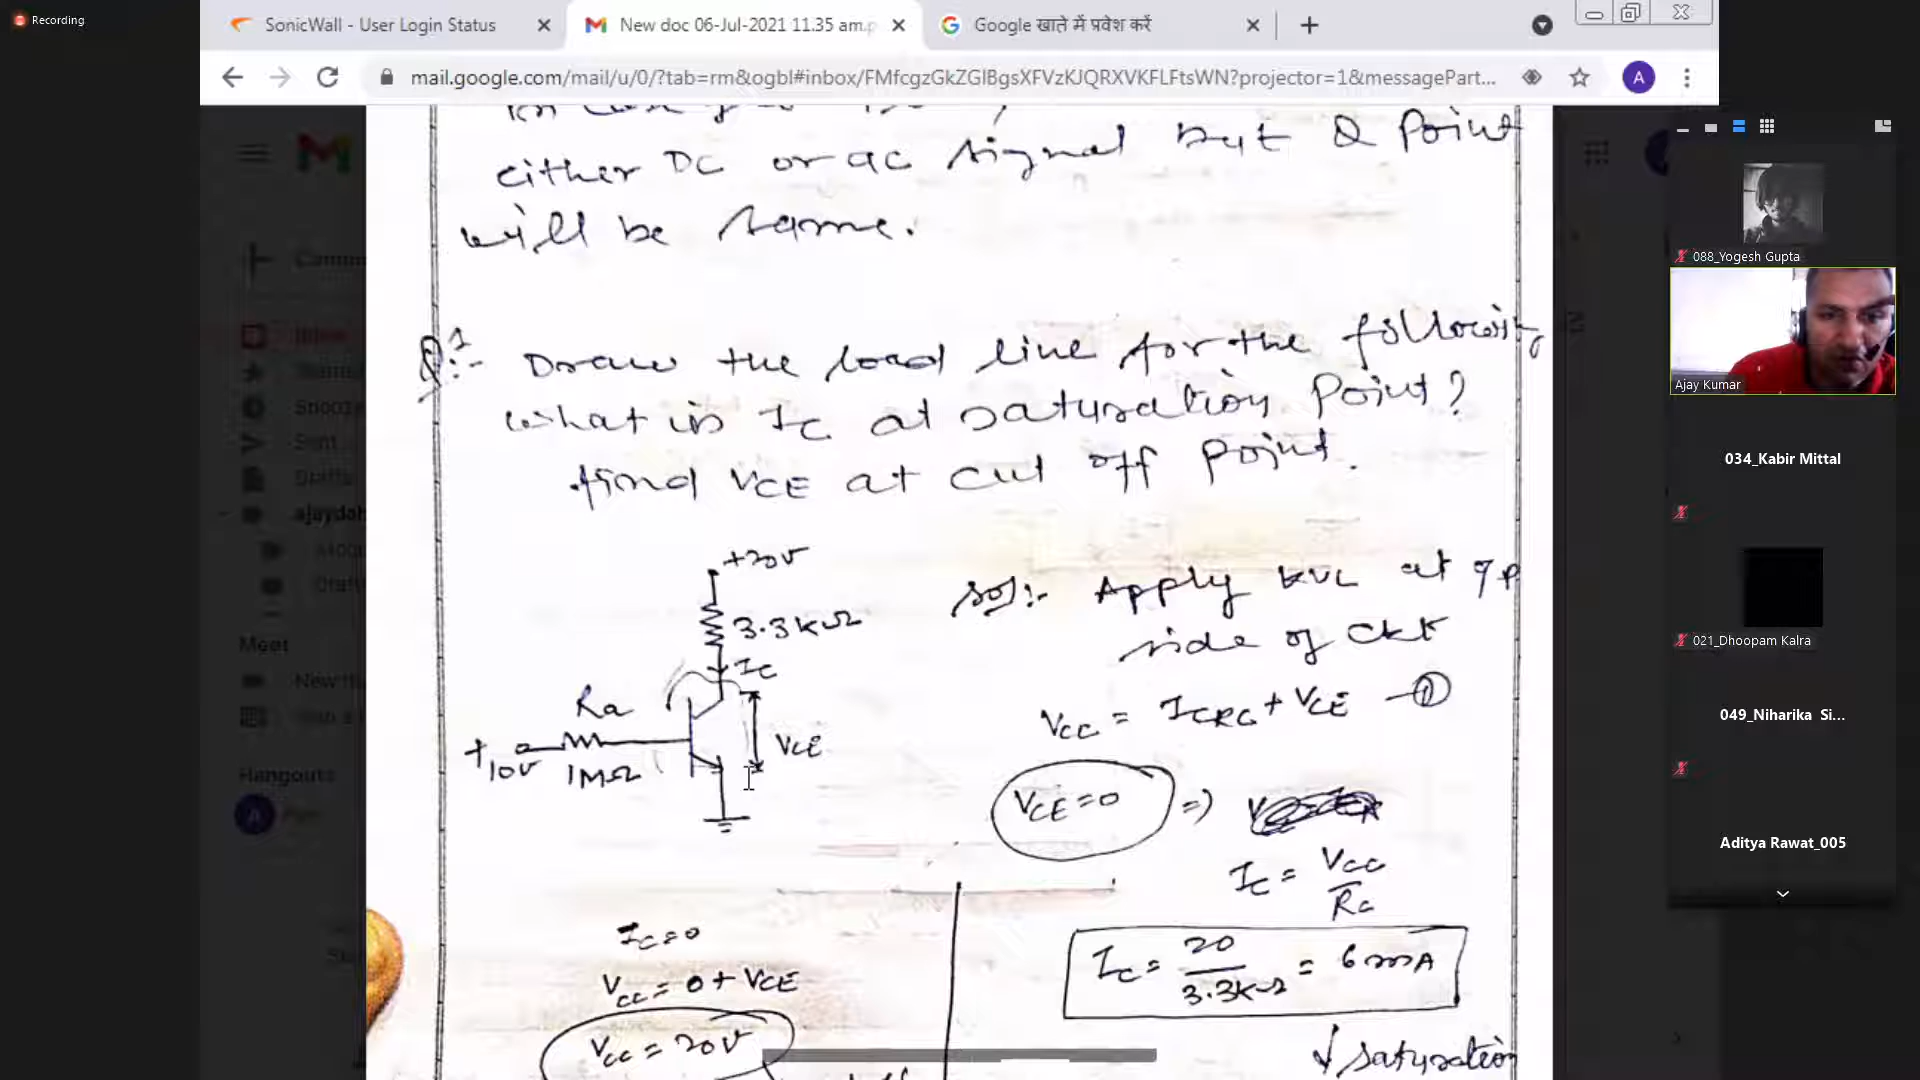 Recording
SonicWall - User Login Status
New doc 06-Jul-2021 11.35 am.p
Google खाते में प्रवेश करें
mail.google.com/mail/u/0/?tab=rm&ogbl#inbox/FMfcgzGkZGlBgsXFVzKJQRXVKFLFtsWN?projector=1&messagePart...
A
either DC or ac signal but Q point
will be same.
Q:-1 Draw the load line for the following
what is IC at saturation point?
find VCE at cut off point.
+20V
3.3kΩ
IC
Ra
+10V 1MΩ
VCE
Sol:- Apply KVL at o/p
side of ckt
VCC = ICRC + VCE -①
VCE=0 =>
IC = VCC/RC
IC = 20/3.3kΩ = 6mA
↓ saturation
IC=0
VCC = 0 + VCE
VCC = 20V
Sent
Drafts
ajaydah
Meet
Hangouts
A
088_Yogesh Gupta
Ajay Kumar
034_Kabir Mittal
021_Dhoopam Kalra
049_Niharika Si...
Aditya Rawat_005